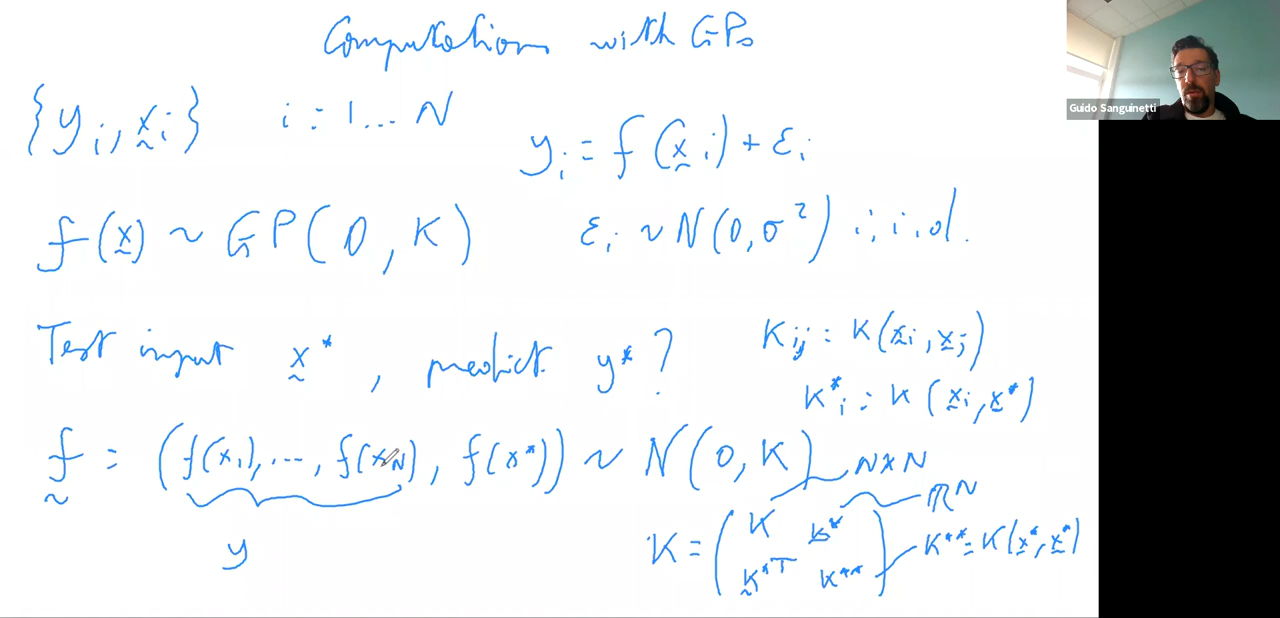 Computation with GPs
Guido Sanguinetti
{y_i, x_i} i = 1... N
y_i = f(x_i) + ε_i
f(x) ~ GP(0, K)
ε_i ~ N(0, σ²) i.i.d.
Test input x*, predict y*?
K_ij = K(x_i, x_j)
K*_i = K(x_i, x*)
f = (f(x_1), ..., f(x_N), f(x*)) ~ N(0, K)
N×N
ℝ^N
y
K = (K K* K*^T K**)
K** = K(x*, x*)